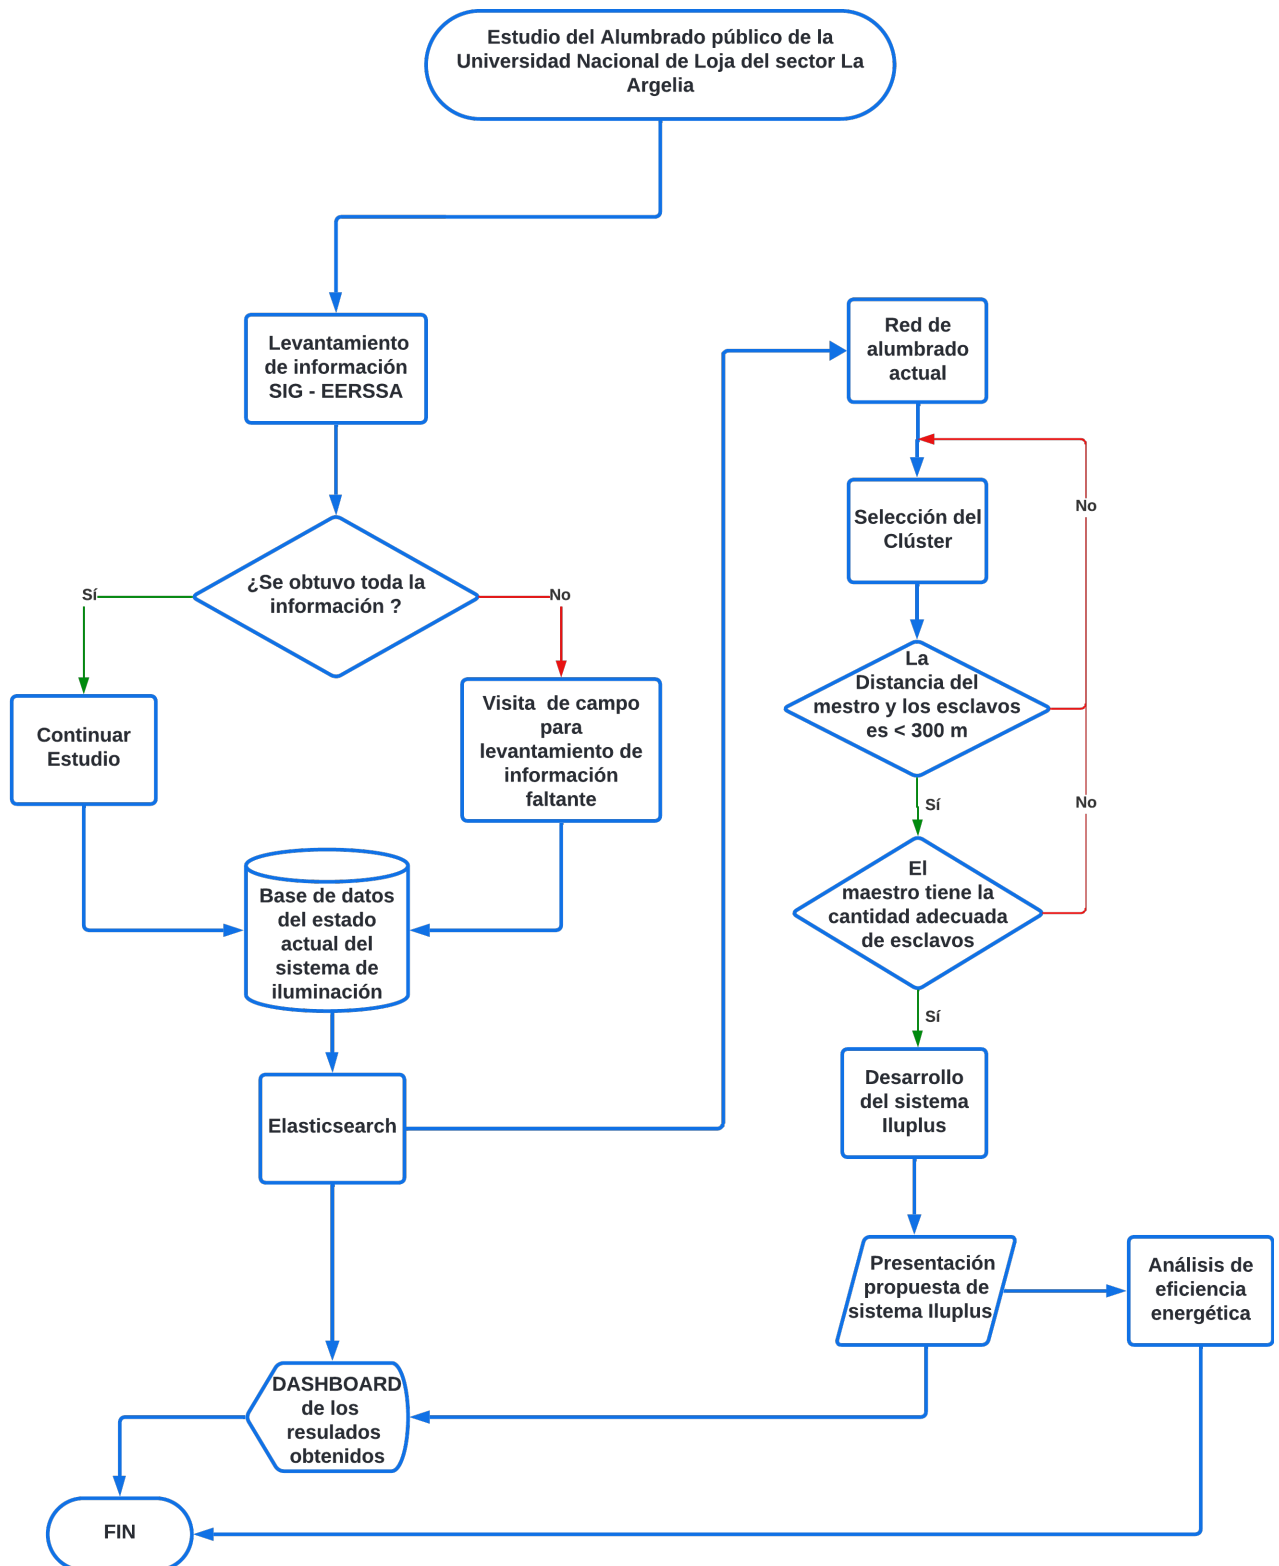 Estudio del Alumbrado público de la
Universidad Nacional de Loja del sector La
Argelia
Levantamiento
de información
SIG - EERSSA
¿Se obtuvo toda la
información ?
Sí
No
Continuar
Estudio
Visita  de campo
para
levantamiento de
información
faltante
Base de datos
del estado
actual del
sistema de
iluminación
Elasticsearch
Red de
alumbrado
actual
Selección del
Clúster
No
La
Distancia del
mestro y los esclavos
es < 300 m
Sí
No
El
maestro tiene la
cantidad adecuada
de esclavos
Sí
Desarrollo
del sistema
Iluplus
Presentación
propuesta de
sistema Iluplus
Análisis de
eficiencia
energética
DASHBOARD
de los
resulados
obtenidos
FIN